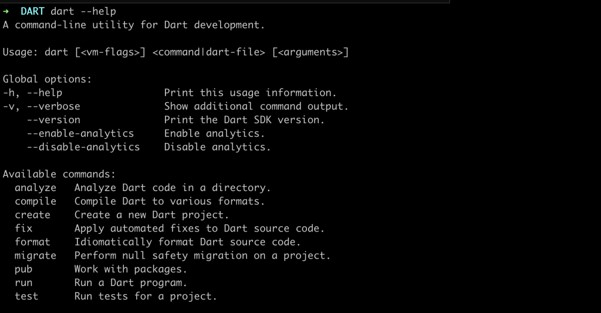 ➜  DART dart --help
A command-line utility for Dart development.

Usage: dart [<vm-flags>] <command|dart-file> [<arguments>]

Global options:
-h, --help                 Print this usage information.
-v, --verbose              Show additional command output.
    --version              Print the Dart SDK version.
    --enable-analytics     Enable analytics.
    --disable-analytics    Disable analytics.

Available commands:
  analyze   Analyze Dart code in a directory.
  compile   Compile Dart to various formats.
  create    Create a new Dart project.
  fix       Apply automated fixes to Dart source code.
  format    Idiomatically format Dart source code.
  migrate   Perform null safety migration on a project.
  pub       Work with packages.
  run       Run a Dart program.
  test      Run tests for a project.